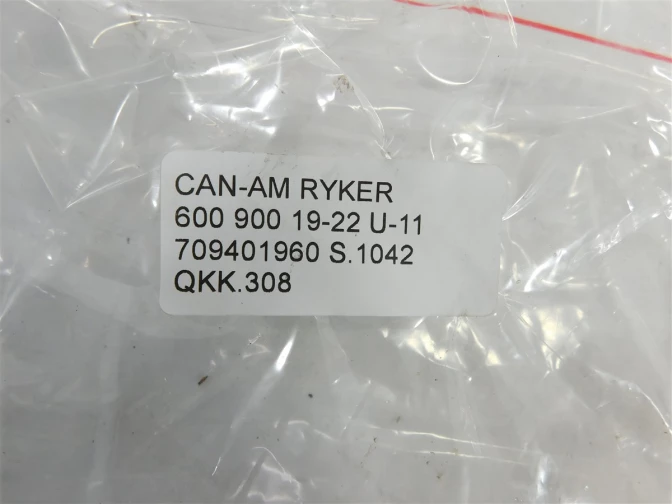 CAN-AM RYKER
600 900 19-22 U-11
709401960 S.1042
QKK.308